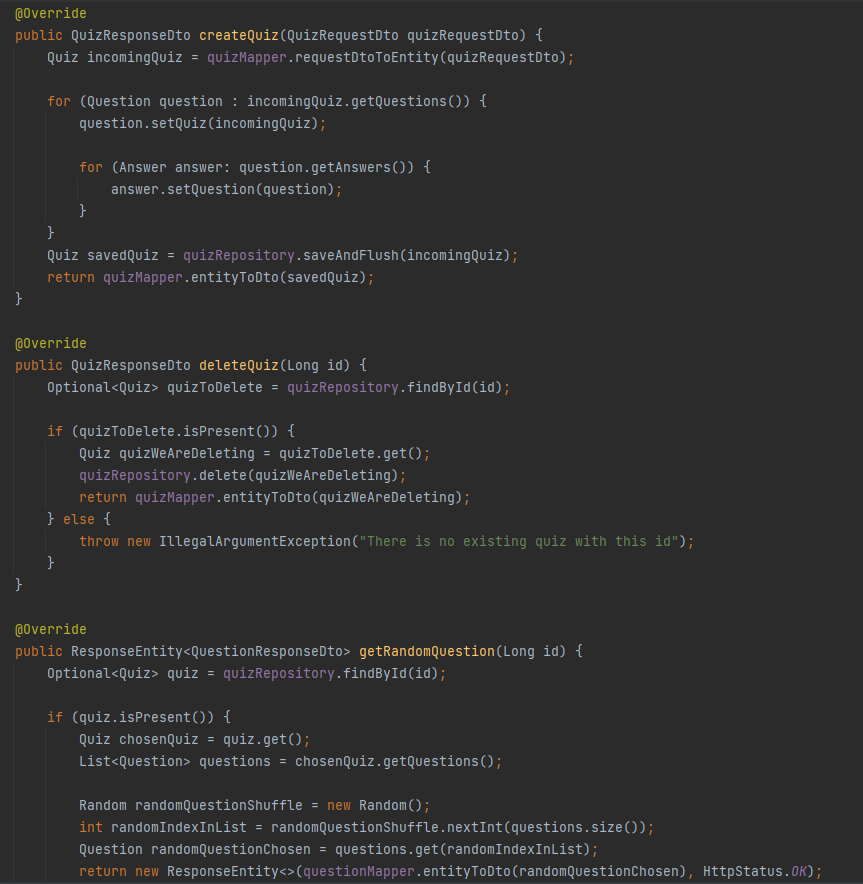 @Override
public QuizResponseDto createQuiz(QuizRequestDto quizRequestDto) {
    Quiz incomingQuiz = quizMapper.requestDtoToEntity(quizRequestDto);

    for (Question question : incomingQuiz.getQuestions()) {
        question.setQuiz(incomingQuiz);

        for (Answer answer: question.getAnswers()) {
            answer.setQuestion(question);
        }
    }
    Quiz savedQuiz = quizRepository.saveAndFlush(incomingQuiz);
    return quizMapper.entityToDto(savedQuiz);
}

@Override
public QuizResponseDto deleteQuiz(Long id) {
    Optional<Quiz> quizToDelete = quizRepository.findById(id);

    if (quizToDelete.isPresent()) {
        Quiz quizWeAreDeleting = quizToDelete.get();
        quizRepository.delete(quizWeAreDeleting);
        return quizMapper.entityToDto(quizWeAreDeleting);
    } else {
        throw new IllegalArgumentException("There is no existing quiz with this id");
    }
}

@Override
public ResponseEntity<QuestionResponseDto> getRandomQuestion(Long id) {
    Optional<Quiz> quiz = quizRepository.findById(id);

    if (quiz.isPresent()) {
        Quiz chosenQuiz = quiz.get();
        List<Question> questions = chosenQuiz.getQuestions();

        Random randomQuestionShuffle = new Random();
        int randomIndexInList = randomQuestionShuffle.nextInt(questions.size());
        Question randomQuestionChosen = questions.get(randomIndexInList);
        return new ResponseEntity<>(questionMapper.entityToDto(randomQuestionChosen), HttpStatus.OK);